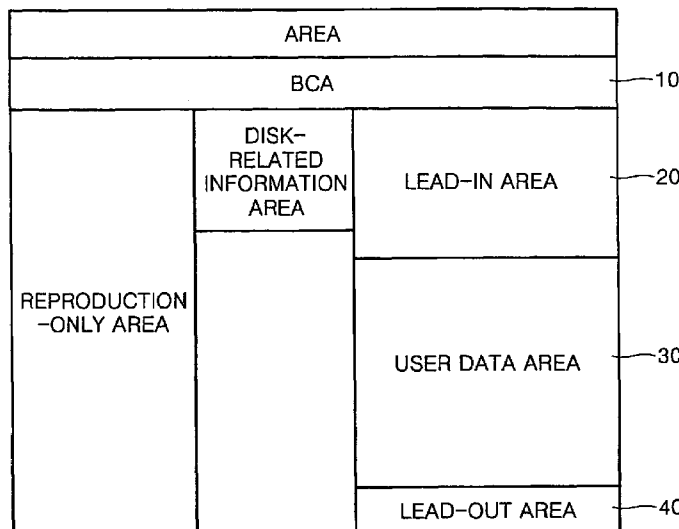 AREA
BCA
10
DISK-
RELATED
INFORMATION
AREA
LEAD-IN AREA
20
REPRODUCTION
-ONLY AREA
USER DATA AREA
30
LEAD-OUT AREA
40